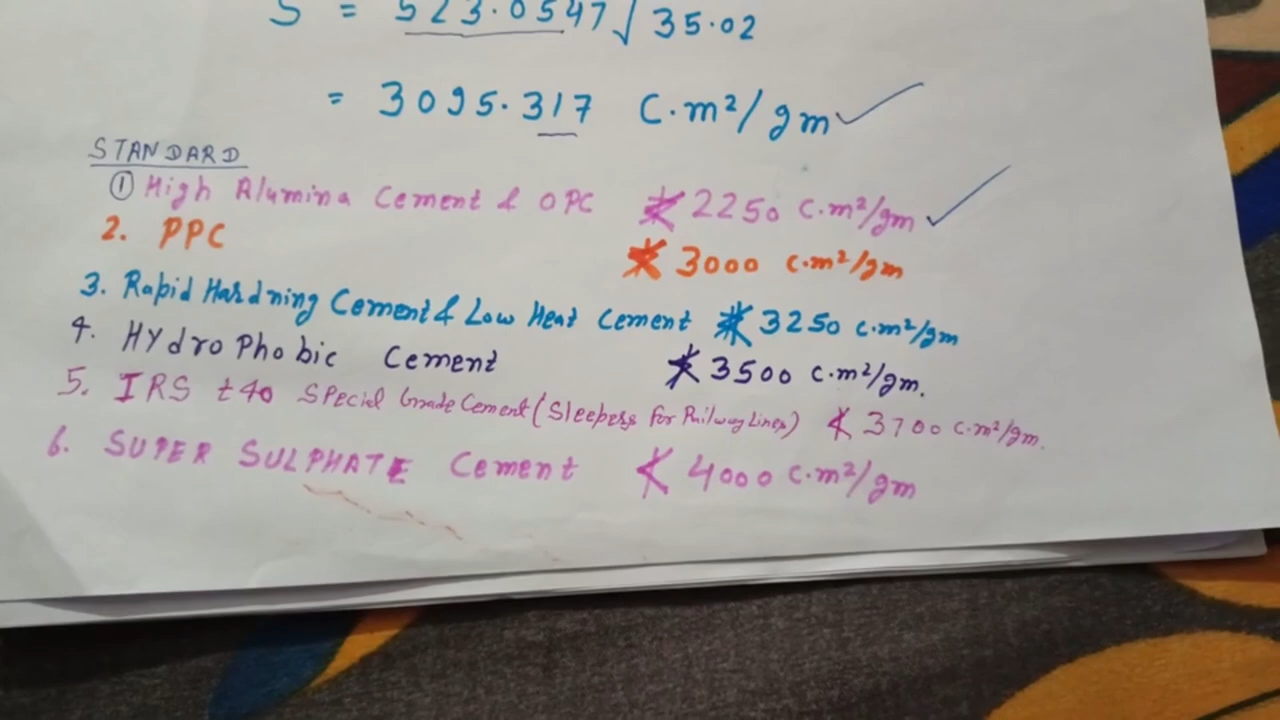 S = 523.0547√35.02
= 3095.317 C.m²/gm
STANDARD
① High Alumina Cement & OPC ≮ 2250 C.m²/gm
2. PPC ≮ 3000 C.m²/gm
3. Rapid Hardning Cement & Low Heat Cement ≮ 3250 C.m²/gm
4. HYdroPhobic Cement ≮ 3500 C.m²/gm.
5. IRS t40 SPecial Grade Cement (Sleepers for Railway Lines) ≮ 3700 C.m²/gm.
6. SUPER SULPHATE Cement ≮ 4000 C.m²/gm